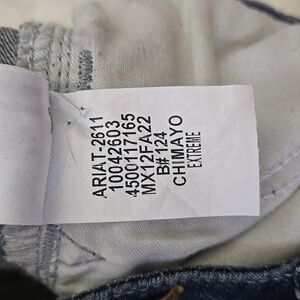 ARIAT-2611
10042603
4500117165
MX12FA22
B# 124
CHIMAYO
EXTREME